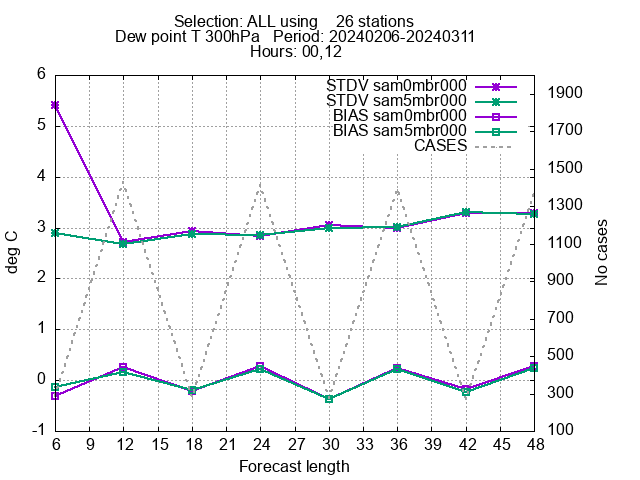 Selection: ALL using    26 stations
Dew point T 300hPa   Period: 20240206-20240311
Hours: 00,12
STDV sam0mbr000
STDV sam5mbr000
BIAS sam0mbr000
BIAS sam5mbr000
CASES
6
5
4
3
2
1
0
-1
deg C
1900
1700
1500
1300
1100
900
700
500
300
100
No cases
6 9 12 15 18 21 24 27 30 33 36 39 42 45 48
Forecast length